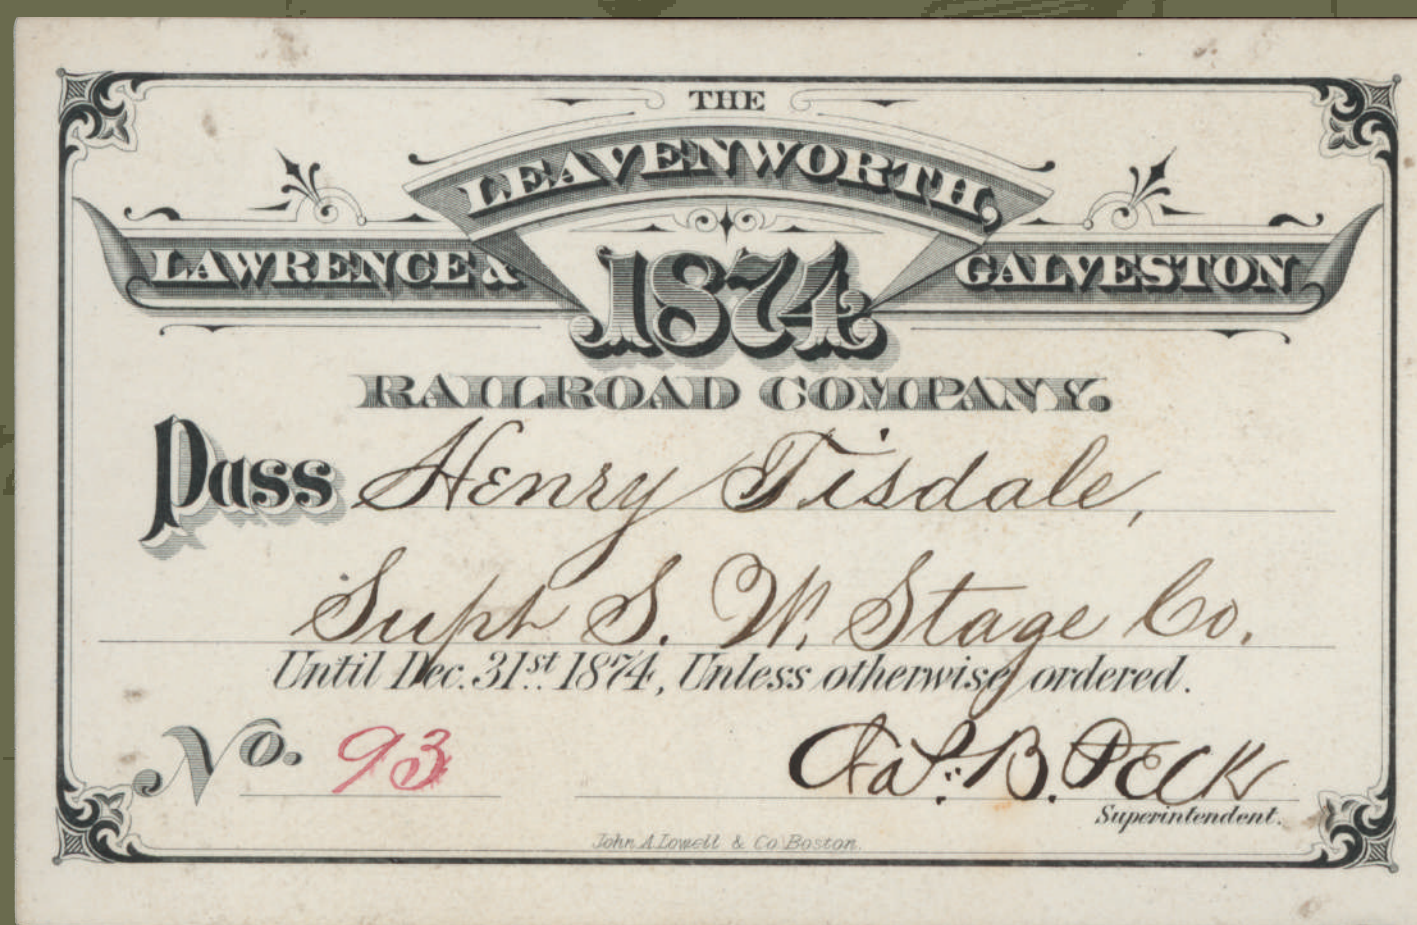 THE
LEAVENWORTH,
LAWRENCE & GALVESTON
1874
RAILROAD COMPANY.
Pass Henry Tisdale,
Supt S. W. Stage Co.
Until Dec. 31st 1874, Unless otherwise ordered.
No. 93 Chas. B. Peck
Superintendent.
John A Lowell & Co Boston.